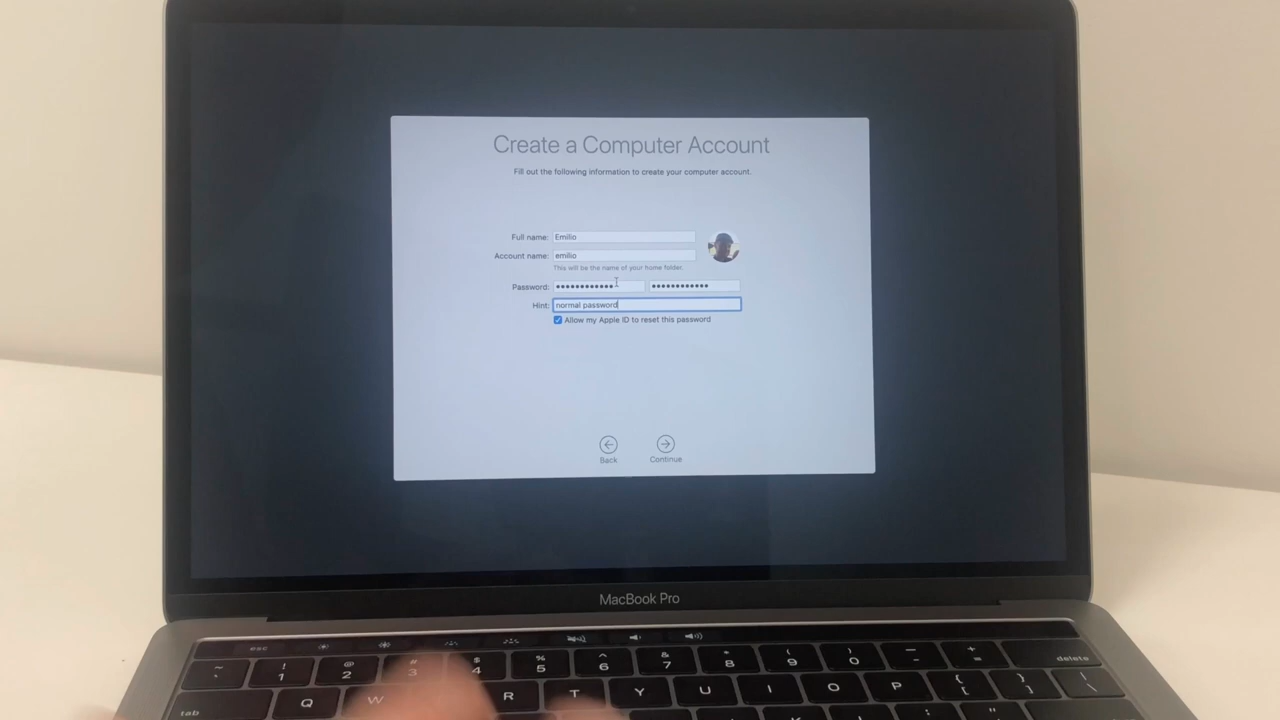 Create a Computer Account
Fill out the following information to create your computer account.
Full name: Emilio
Account name: emilio
This will be the name of your home folder.
Password: •••••••••••• ••••••••••••
Hint: normal password
Allow my Apple ID to reset this password
Back Continue
MacBook Pro
esc
~ ! @ # $ % ^ & * ( ) — + delete
` 1 2 3 4 5 6 7 8 9 0 - =
tab Q W R T Y U I O P { [ } ] | \